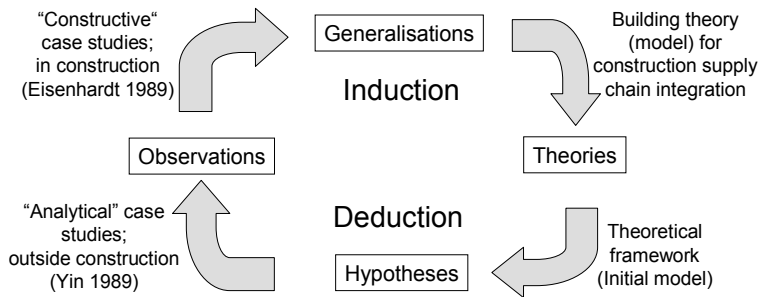 “Constructive“
case studies;
in construction
(Eisenhardt 1989)
Generalisations
Building theory
(model) for
construction supply
chain integration
Induction
Observations
Theories
“Analytical” case
studies;
outside construction
(Yin 1989)
Deduction
Hypotheses
Theoretical
framework
(Initial model)